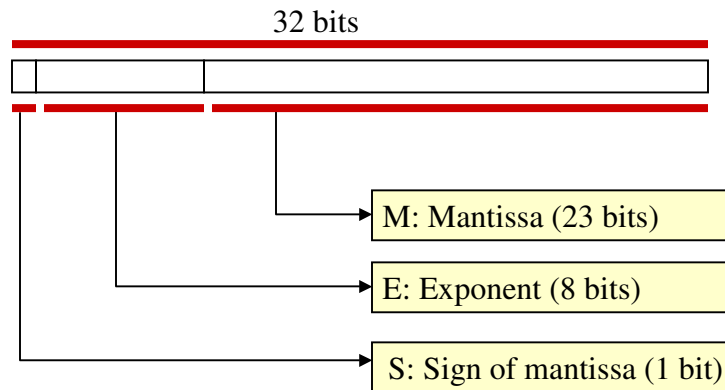 32 bits
M: Mantissa (23 bits)
E: Exponent (8 bits)
S: Sign of mantissa (1 bit)